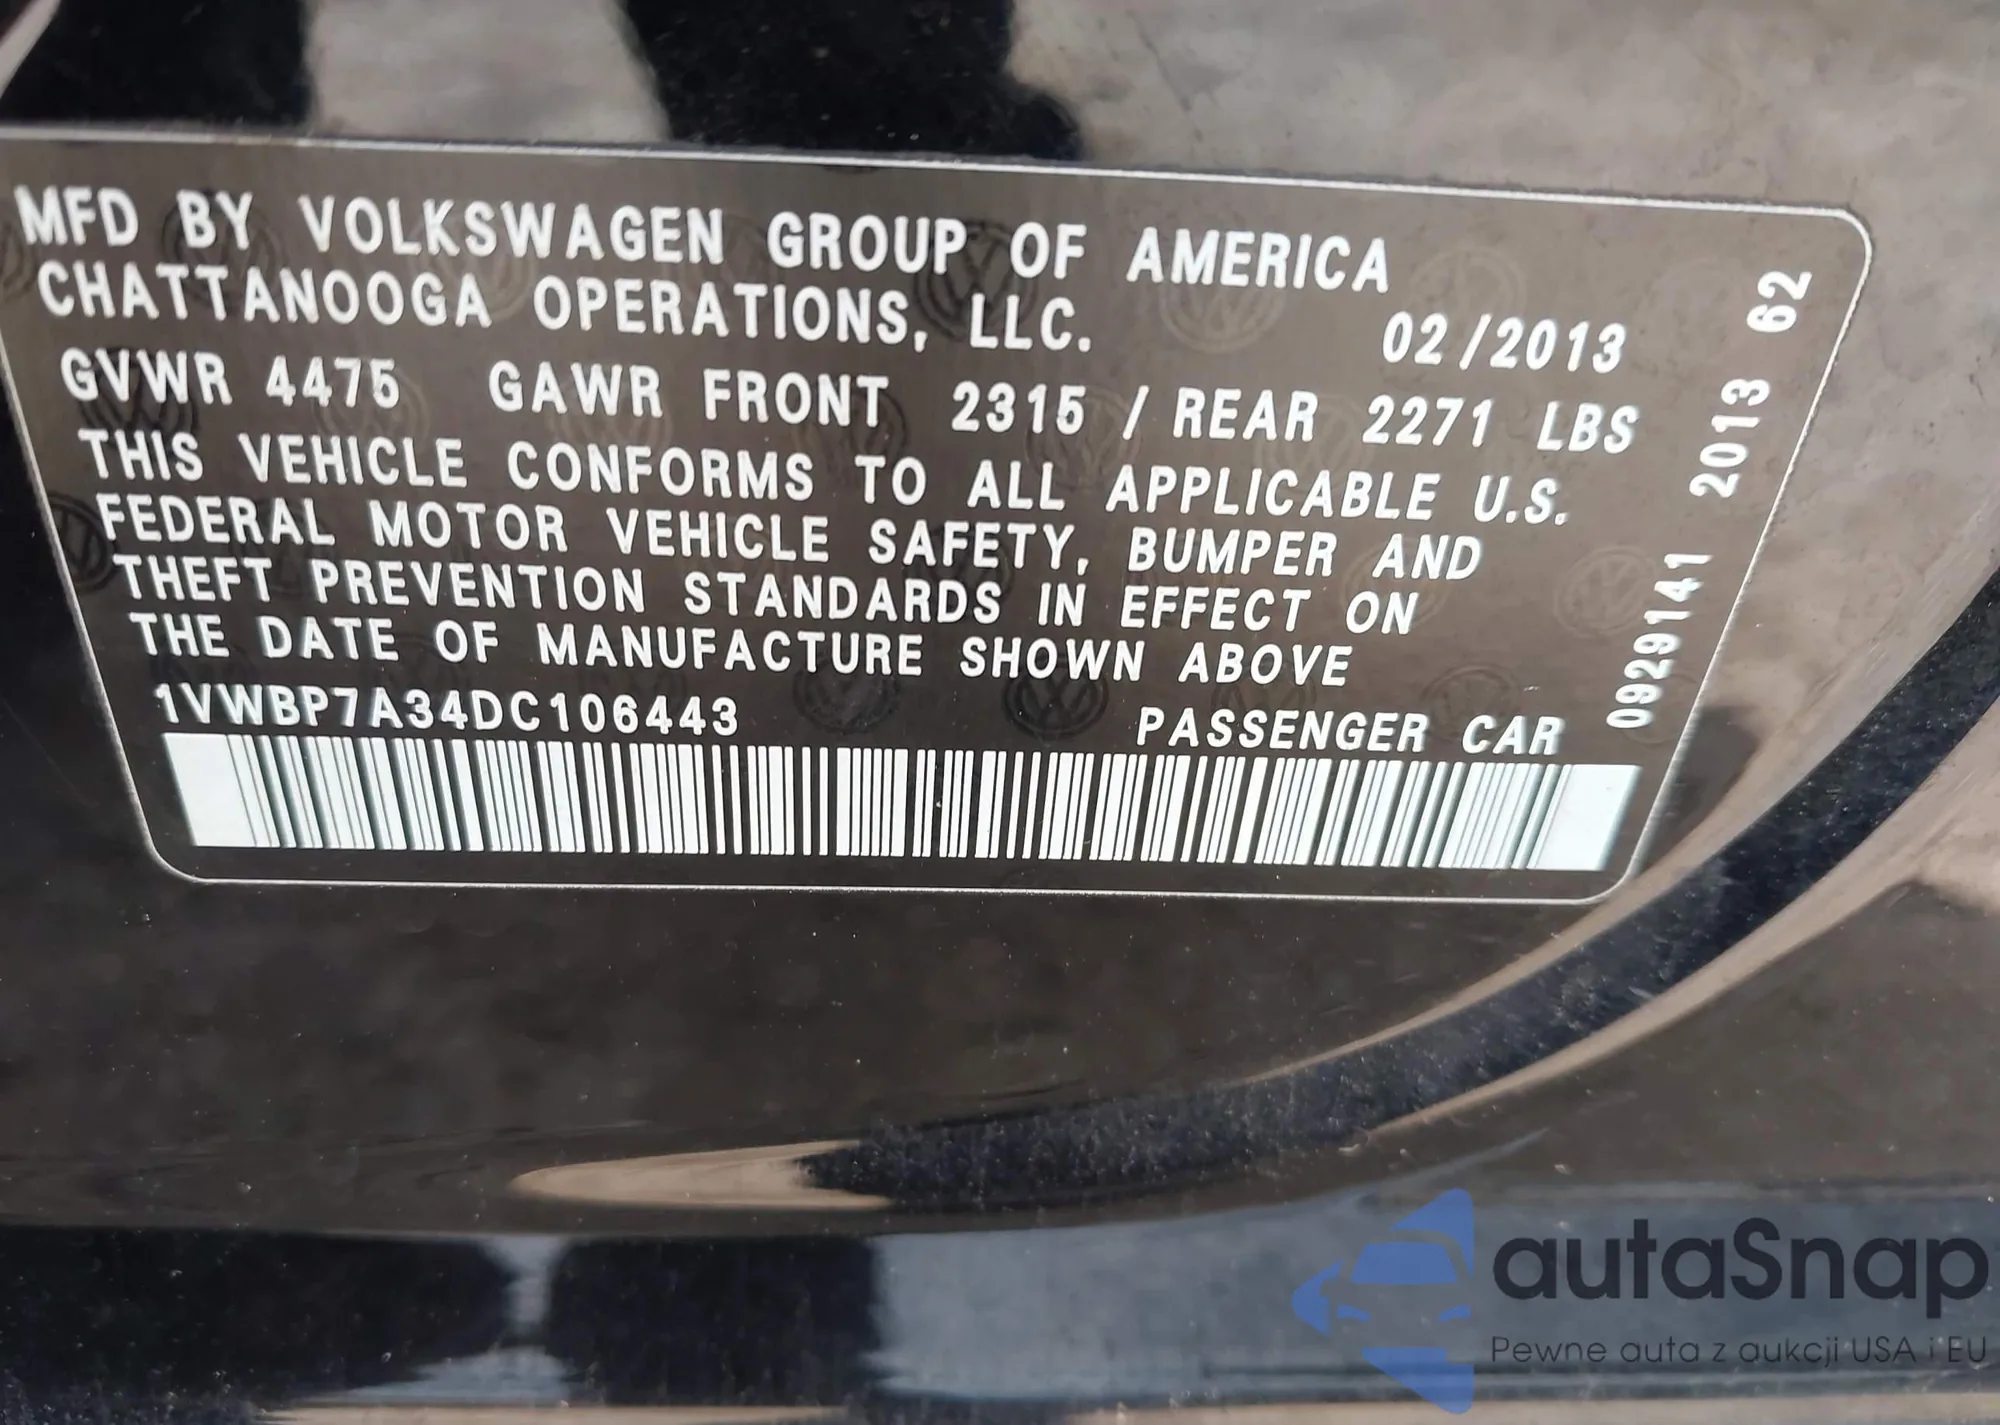 MFD BY VOLKSWAGEN GROUP OF AMERICA
CHATTANOOGA OPERATIONS, LLC.
02/2013
GVWR 4475 GAWR FRONT 2315 / REAR 2271 LBS
THIS VEHICLE CONFORMS TO ALL APPLICABLE U.S.
FEDERAL MOTOR VEHICLE SAFETY, BUMPER AND
THEFT PREVENTION STANDARDS IN EFFECT ON
THE DATE OF MANUFACTURE SHOWN ABOVE
1VWBP7A34DC106443 PASSENGER CAR
0929141 2013 62
autaSnap
Pewne auta z aukcji USA i EU